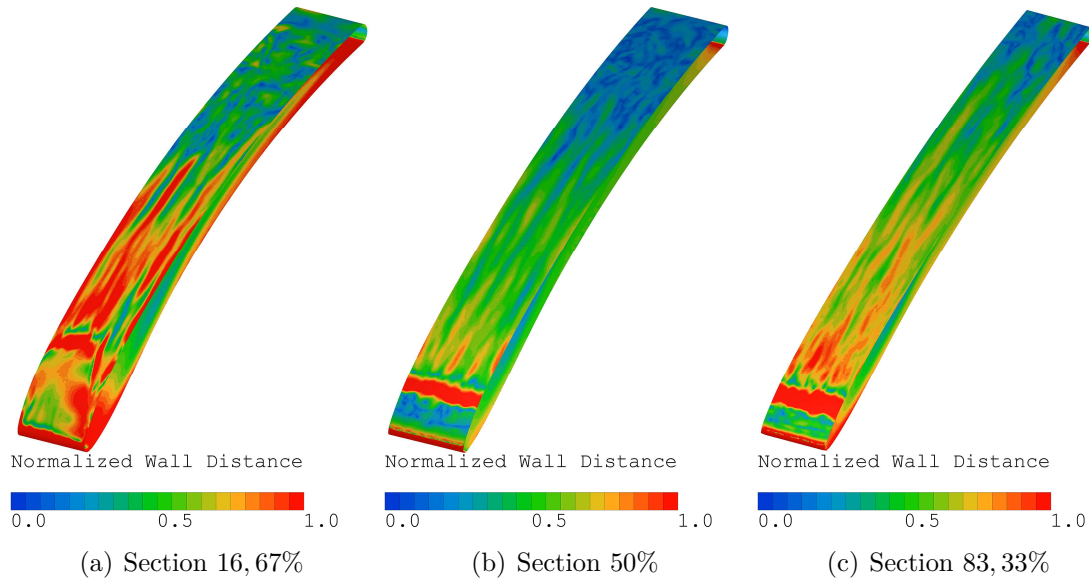 Normalized Wall Distance
0.0 0.5 1.0
(a) Section 16, 67%
Normalized Wall Distance
0.0 0.5 1.0
(b) Section 50%
Normalized Wall Distance
0.0 0.5 1.0
(c) Section 83, 33%